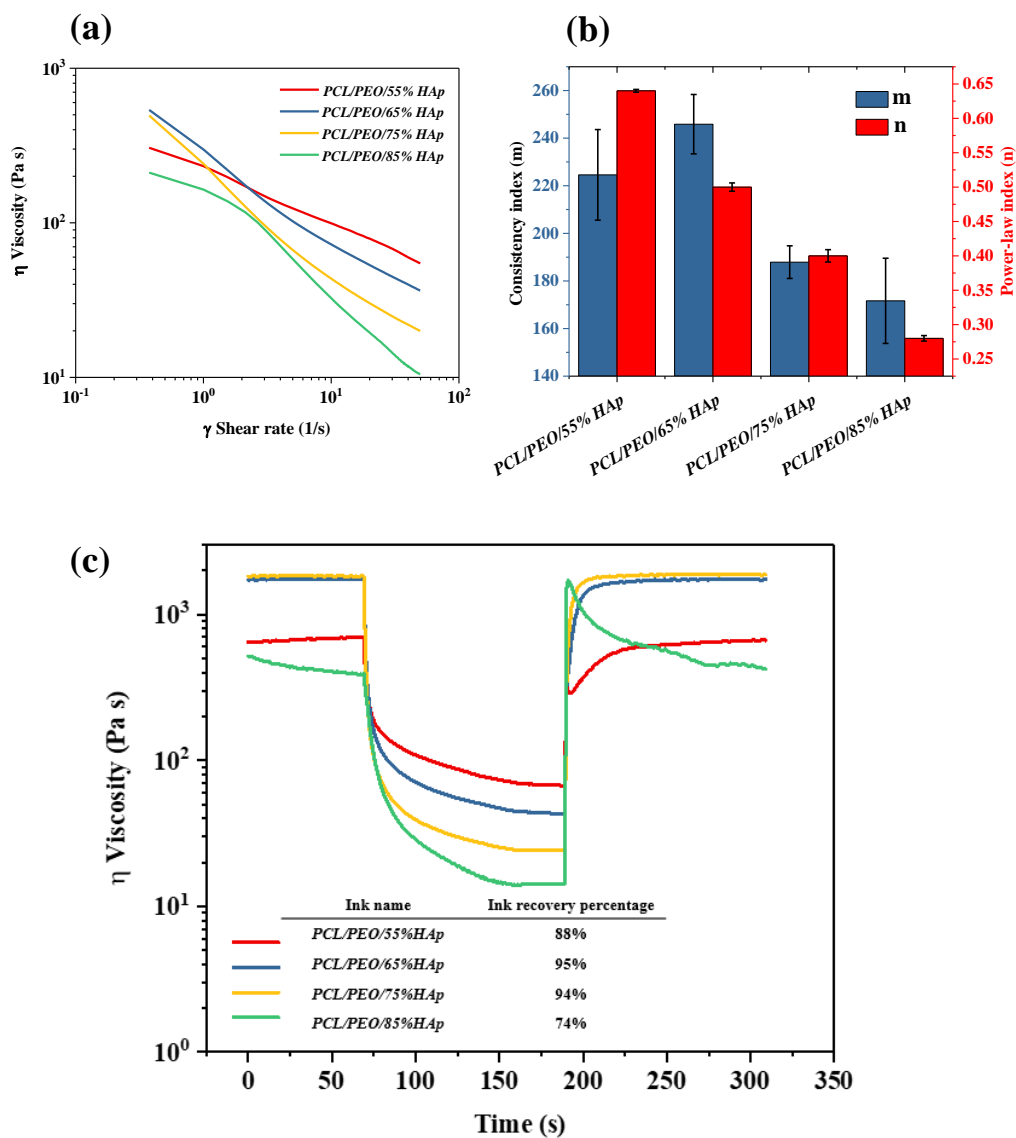 (a)
η Viscosity (Pa s)
10³
10²
10¹
10⁻¹
10⁰
10¹
10²
γ Shear rate (1/s)
PCL/PEO/55% HAp
PCL/PEO/65% HAp
PCL/PEO/75% HAp
PCL/PEO/85% HAp
(b)
Consistency index (m)
260
240
220
200
180
160
140
m
n
0.65
0.60
0.55
0.50
0.45
0.40
0.35
0.30
0.25
Power-law index (n)
PCL/PEO/55% HAp
PCL/PEO/65% HAp
PCL/PEO/75% HAp
PCL/PEO/85% HAp
(c)
η Viscosity (Pa s)
10³
10²
10¹
10⁰
Ink name Ink recovery percentage
PCL/PEO/55%HAp 88%
PCL/PEO/65%HAp 95%
PCL/PEO/75%HAp 94%
PCL/PEO/85%HAp 74%
0 50 100 150 200 250 300 350
Time (s)